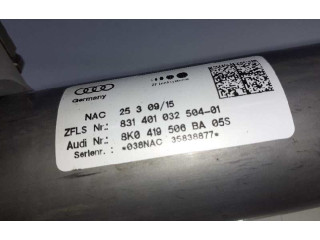 Germany
NAC 25 3 09/15
ZFLS Nr.: 831 401 032 504-01
Audi Nr.: 8K0 419 506 BA 05S
Seriennr.: *038NAC 35838877*